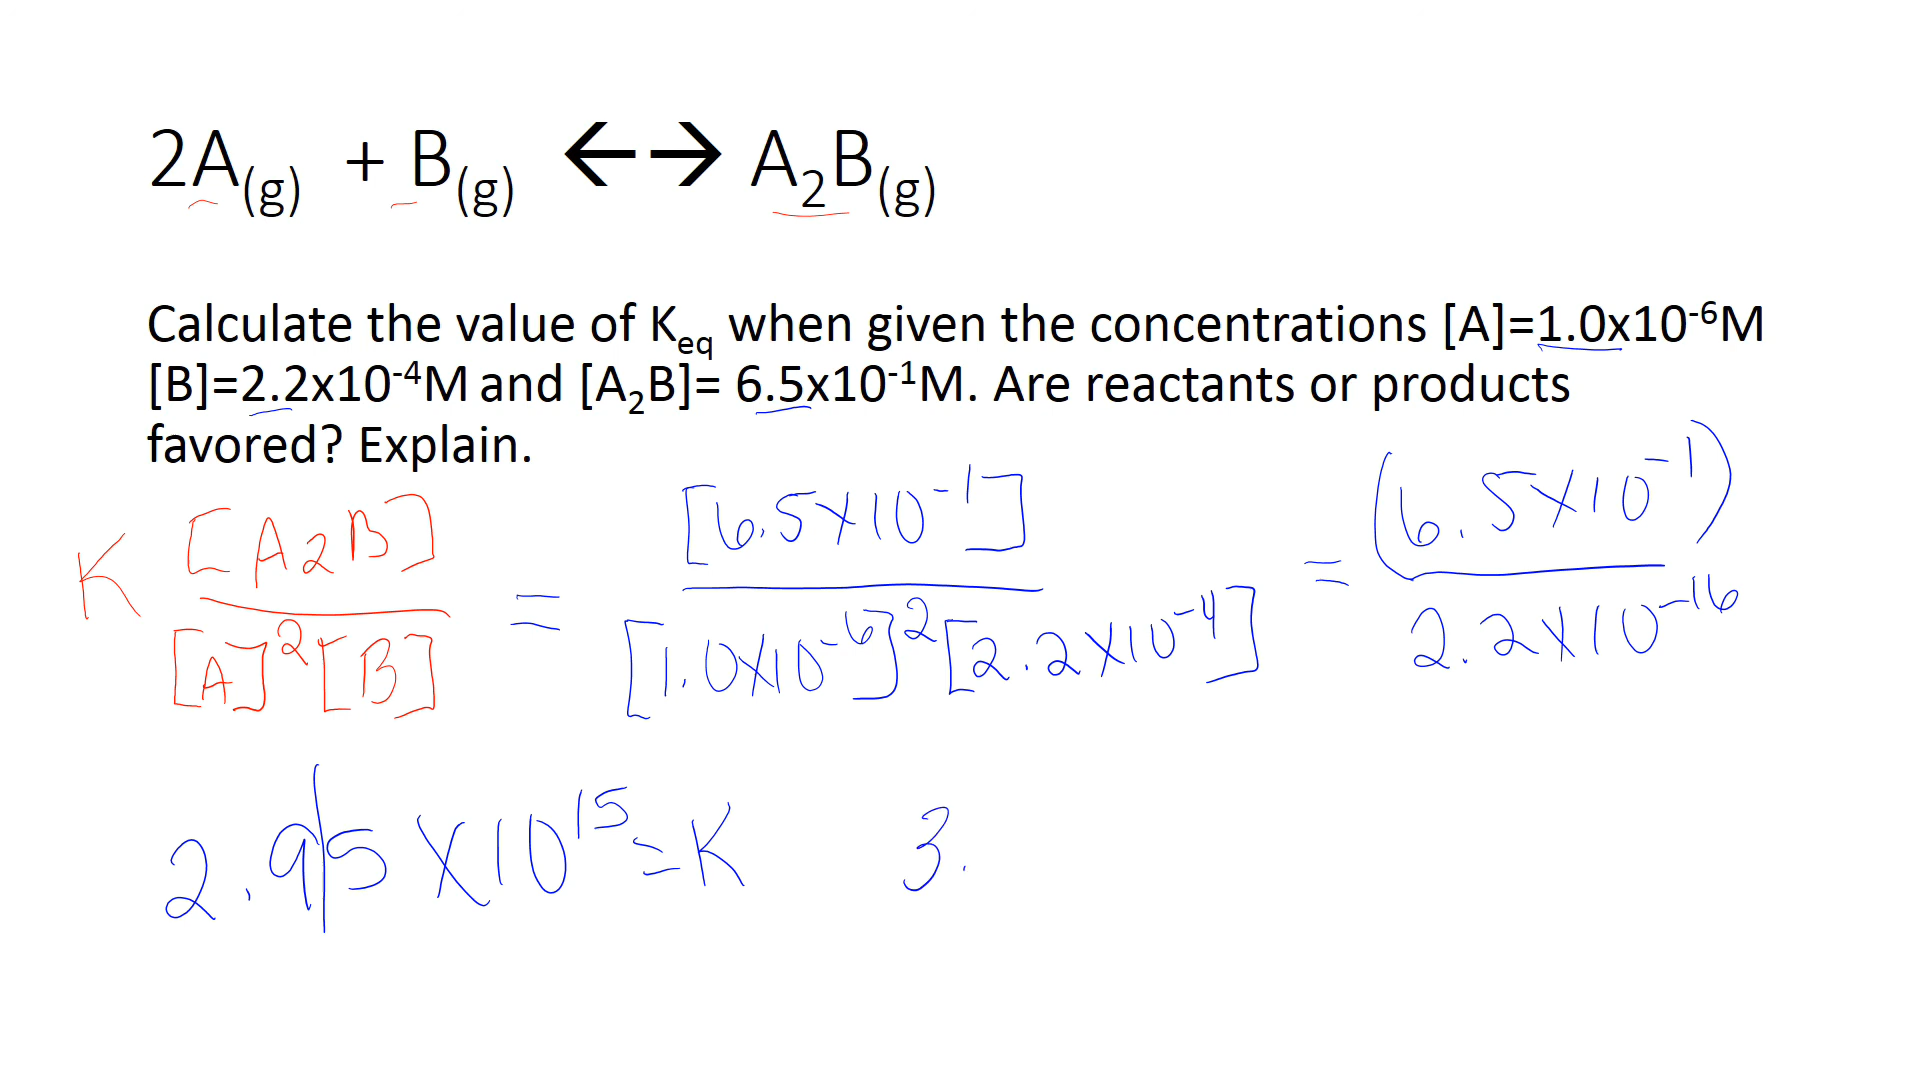 2A(g) + B(g) ←→ A₂B(g)
Calculate the value of Keq when given the concentrations [A]=1.0x10⁻⁶M
[B]=2.2x10⁻⁴M and [A₂B]= 6.5x10⁻¹M. Are reactants or products
favored? Explain.
K [A₂B] / [A]² [B] = [6.5x10⁻¹] / [1.0x10⁻⁶]² [2.2x10⁻⁴] = (6.5x10⁻¹) / 2.2x10⁻¹⁶
2.95 x10¹⁵ = K 3.